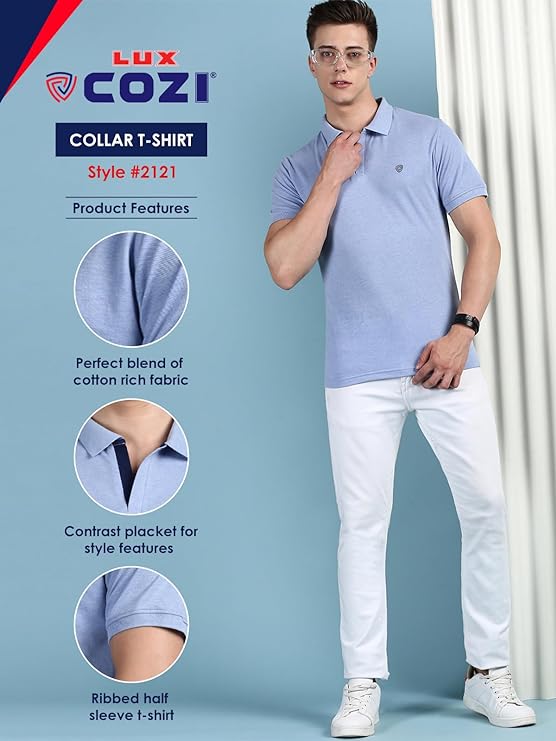 LUX
COZI®
COLLAR T-SHIRT
Style #2121
Product Features
Perfect blend of
cotton rich fabric
Contrast placket for
style features
Ribbed half
sleeve t-shirt